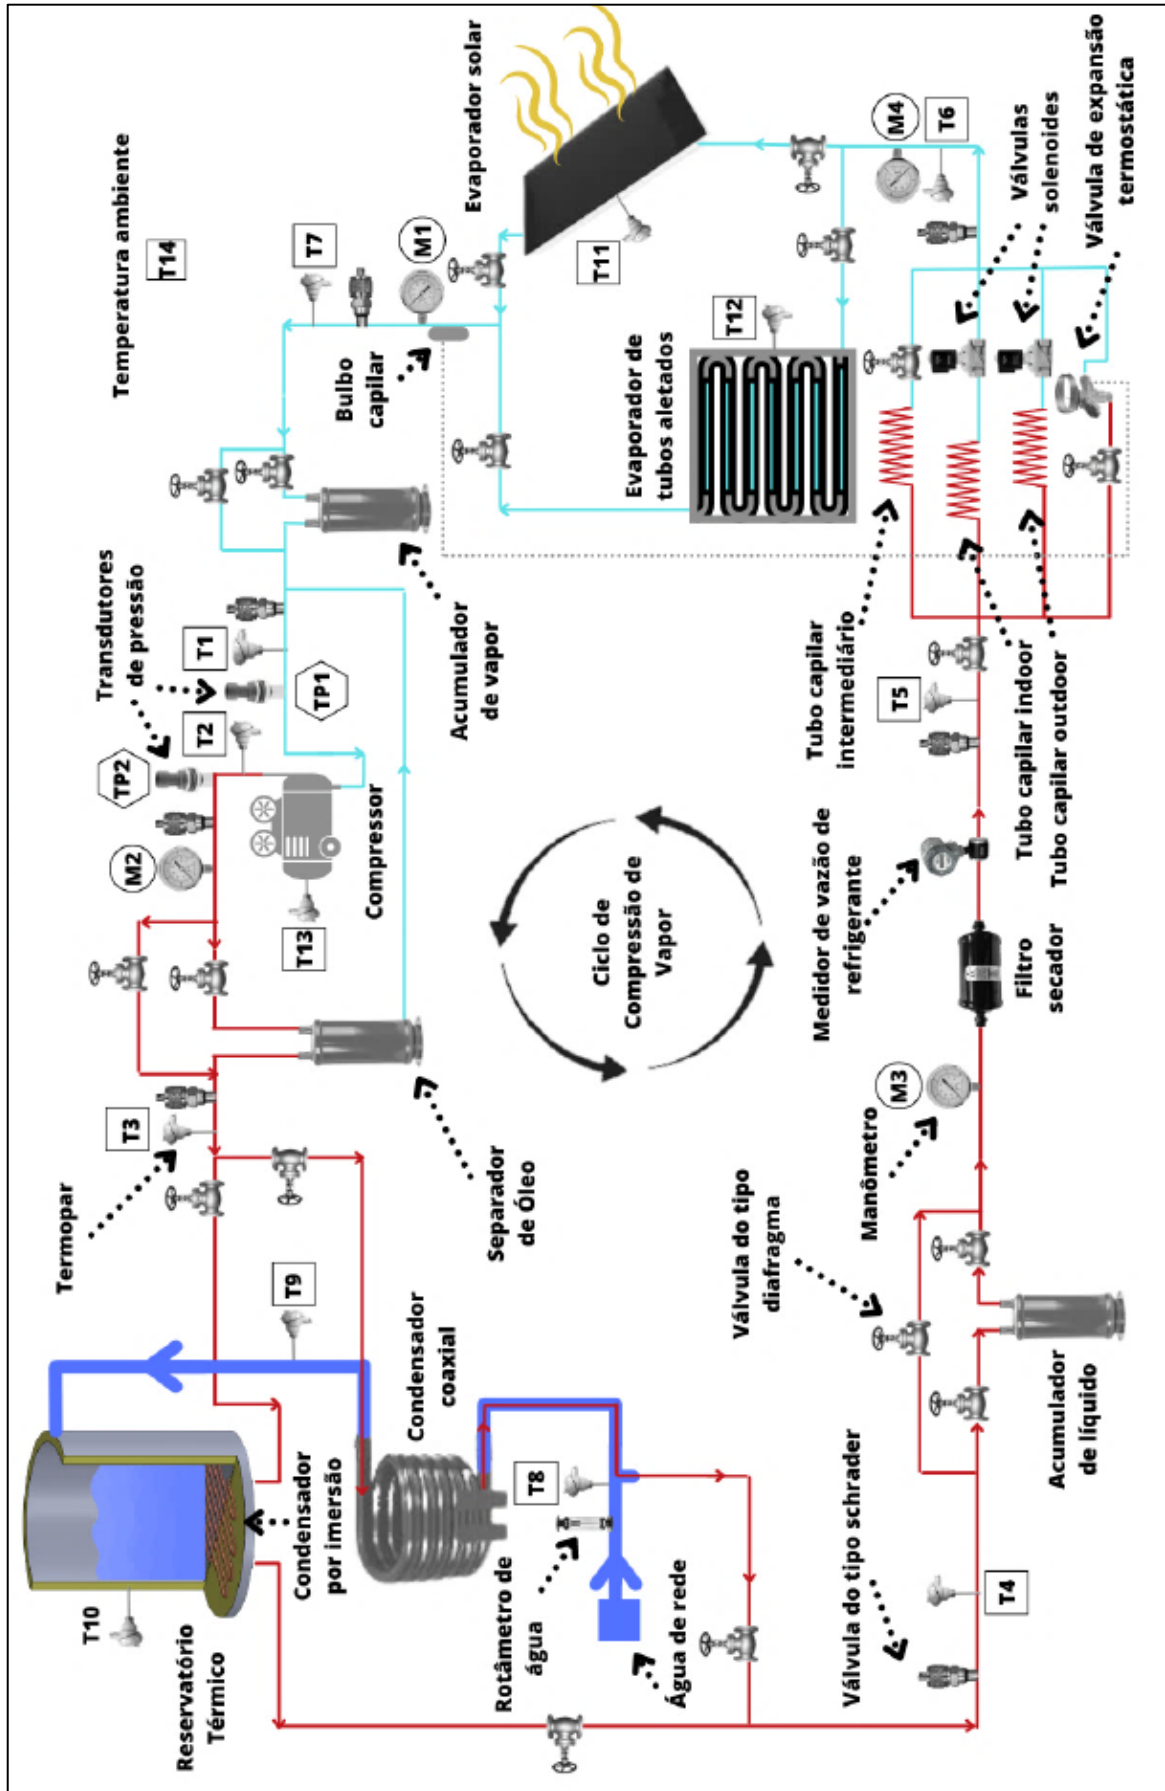 Reservatório
Térmico
T10
Condensador
por imersão
Termopar
T3
T9
Condensador
coaxial
Rotâmetro de
água
T8
Água de rede
Separador
de Óleo
M2
TP2
Transdutores
de pressão
T2
T1
TP1
T13
Compressor
Acumulador
de vapor
Temperatura ambiente
T14
T7
M1
Bulbo
capilar
Evaporador solar
T11
T12
Evaporador de
tubos aletados
M4
T6
Válvulas
solenoides
Válvula de expansão
termostática
Ciclo de
Compressão de
Vapor
Válvula do tipo schrader
T4
Válvula do tipo
diafragma
Acumulador
de líquido
Manômetro
M3
Filtro
secador
Medidor de vazão de
refrigerante
T5
Tubo capilar
intermediário
Tubo capilar indoor
Tubo capilar outdoor